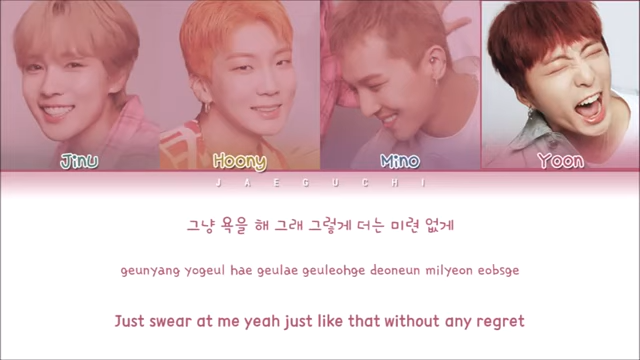 Jinu Hoony Mino Yoon
JAEGUCHI
그냥 욕을 해 그래 그렇게 더는 미련 없게
geunyang yogeul hae geulae geuleohge deoneun milyeon eobsge
Just swear at me yeah just like that without any regret